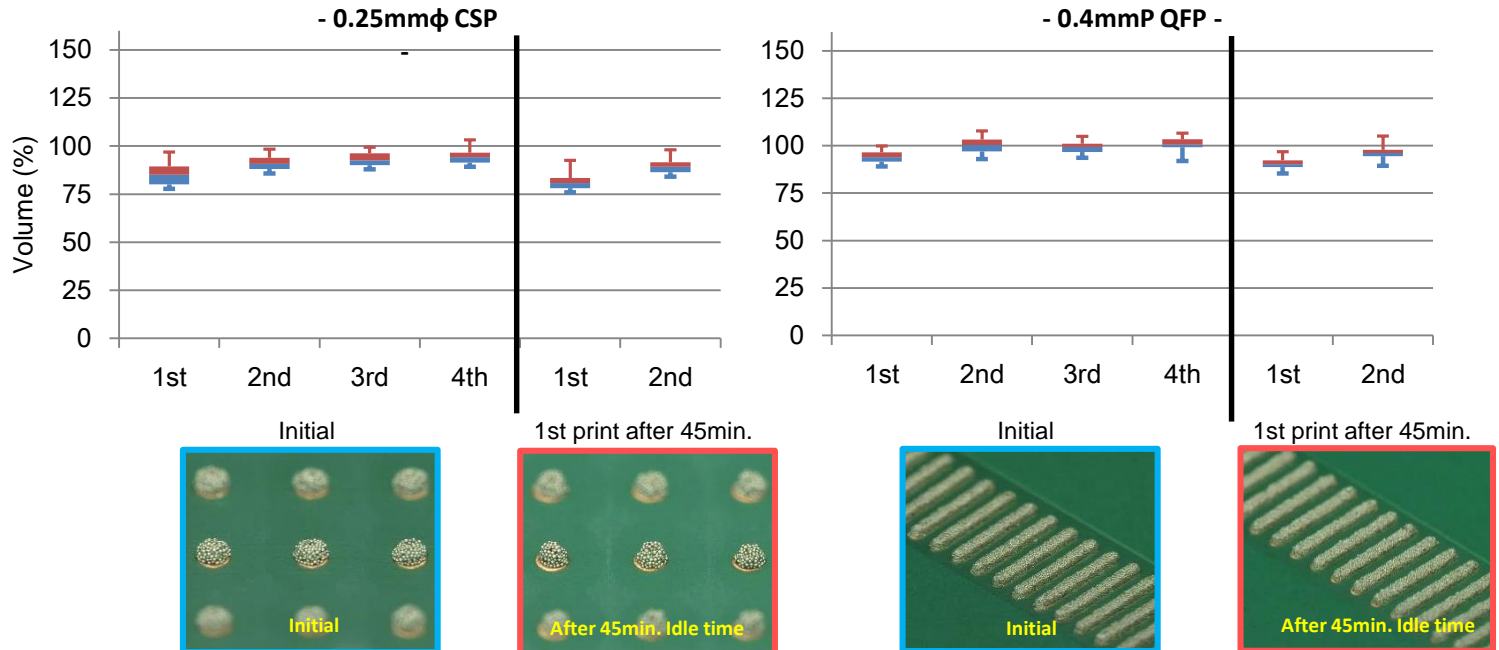 - 0.25mmφ CSP
-
Volume (%)
150
125
100
75
50
25
0
1st 2nd 3rd 4th 1st 2nd
Initial 1st print after 45min.
Initial
After 45min. Idle time
- 0.4mmP QFP -
150
125
100
75
50
25
0
1st 2nd 3rd 4th 1st 2nd
Initial 1st print after 45min.
Initial
After 45min. Idle time